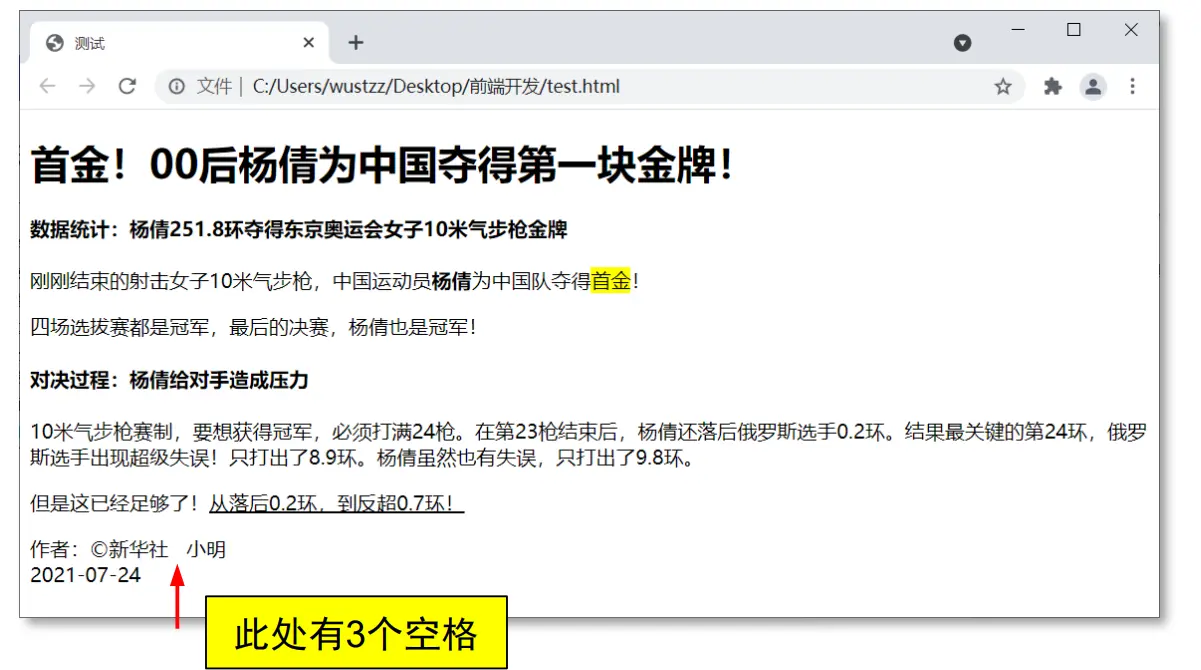 测试
文件 | C:/Users/wustzz/Desktop/前端开发/test.html
首金！00后杨倩为中国夺得第一块金牌！
数据统计：杨倩251.8环夺得东京奥运会女子10米气步枪金牌
刚刚结束的射击女子10米气步枪，中国运动员杨倩为中国队夺得首金！
四场选拔赛都是冠军，最后的决赛，杨倩也是冠军！
对决过程：杨倩给对手造成压力
10米气步枪赛制，要想获得冠军，必须打满24枪。在第23枪结束后，杨倩还落后俄罗斯选手0.2环。结果最关键的第24环，俄罗
斯选手出现超级失误！只打出了8.9环。杨倩虽然也有失误，只打出了9.8环。
但是这已经足够了！从落后0.2环，到反超0.7环！
作者：©新华社   小明
2021-07-24
此处有3个空格